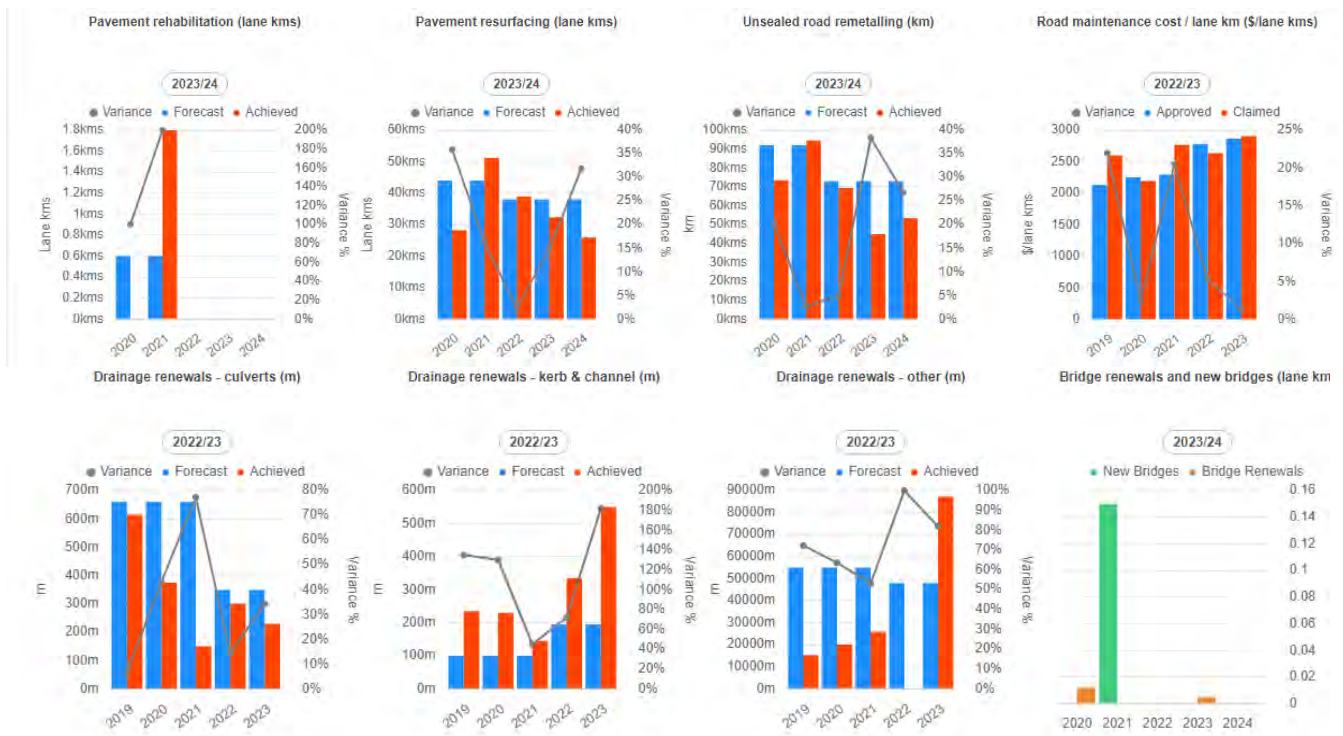 Pavement rehabilitation (lane kms)
2023/24
Variance Forecast Achieved
1.8kms
1.6kms
1.4kms
1.2kms
1kms
0.8kms
0.6kms
0.4kms
0.2kms
0kms
Lane kms
200%
180%
160%
140%
120%
100%
80%
60%
40%
20%
0%
Variance %
2020 2021 2022 2023 2024
Pavement resurfacing (lane kms)
2023/24
Variance Forecast Achieved
60kms
50kms
40kms
30kms
20kms
10kms
0kms
Lane kms
40%
35%
30%
25%
20%
15%
10%
5%
0%
Variance %
2020 2021 2022 2023 2024
Unsealed road remetalling (km)
2023/24
Variance Forecast Achieved
100kms
90kms
80kms
70kms
60kms
50kms
40kms
30kms
20kms
10kms
0kms
km
40%
35%
30%
25%
20%
15%
10%
5%
0%
Variance %
2020 2021 2022 2023 2024
Road maintenance cost / lane km ($/lane kms)
2022/23
Variance Approved Claimed
3000
2500
2000
1500
1000
500
0
$/lane kms
25%
20%
15%
10%
5%
0%
Variance %
2019 2020 2021 2022 2023
Drainage renewals - culverts (m)
2022/23
Variance Forecast Achieved
700m
600m
500m
400m
300m
200m
100m
0m
m
80%
70%
60%
50%
40%
30%
20%
10%
0%
Variance %
2019 2020 2021 2022 2023
Drainage renewals - kerb & channel (m)
2022/23
Variance Forecast Achieved
600m
500m
400m
300m
200m
100m
0m
m
200%
180%
160%
140%
120%
100%
80%
60%
40%
20%
0%
Variance %
2019 2020 2021 2022 2023
Drainage renewals - other (m)
2022/23
Variance Forecast Achieved
90000m
80000m
70000m
60000m
50000m
40000m
30000m
20000m
10000m
0m
m
100%
90%
80%
70%
60%
50%
40%
30%
20%
10%
0%
Variance %
2019 2020 2021 2022 2023
Bridge renewals and new bridges (lane km
2023/24
New Bridges Bridge Renewals
0.16
0.14
0.12
0.1
0.08
0.06
0.04
0.02
0
2020 2021 2022 2023 2024